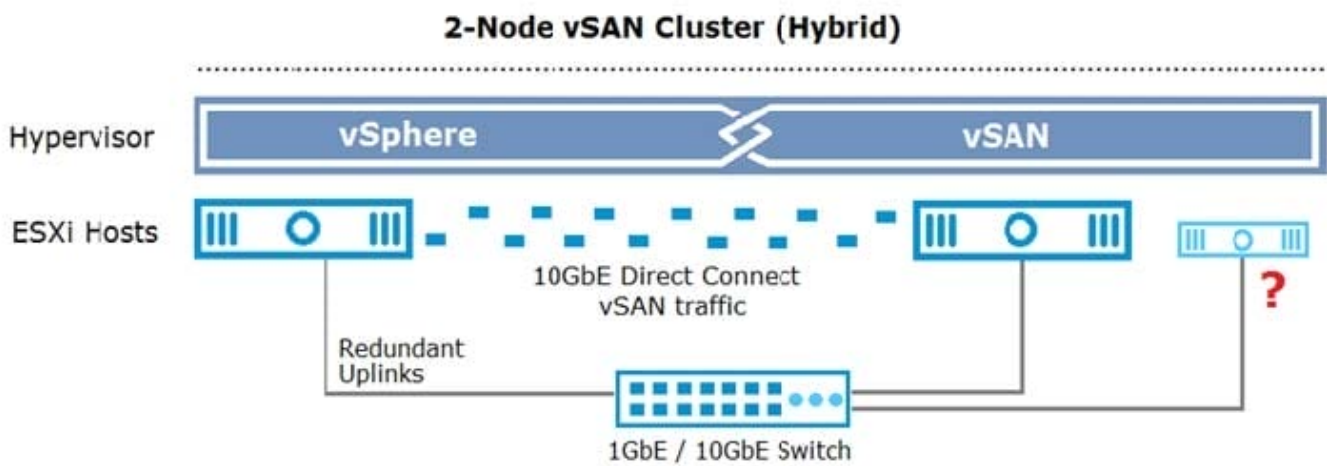 2-Node vSAN Cluster (Hybrid)
Hypervisor
vSphere
vSAN
ESXi Hosts
10GbE Direct Connect
vSAN traffic
?
Redundant
Uplinks
1GbE / 10GbE Switch